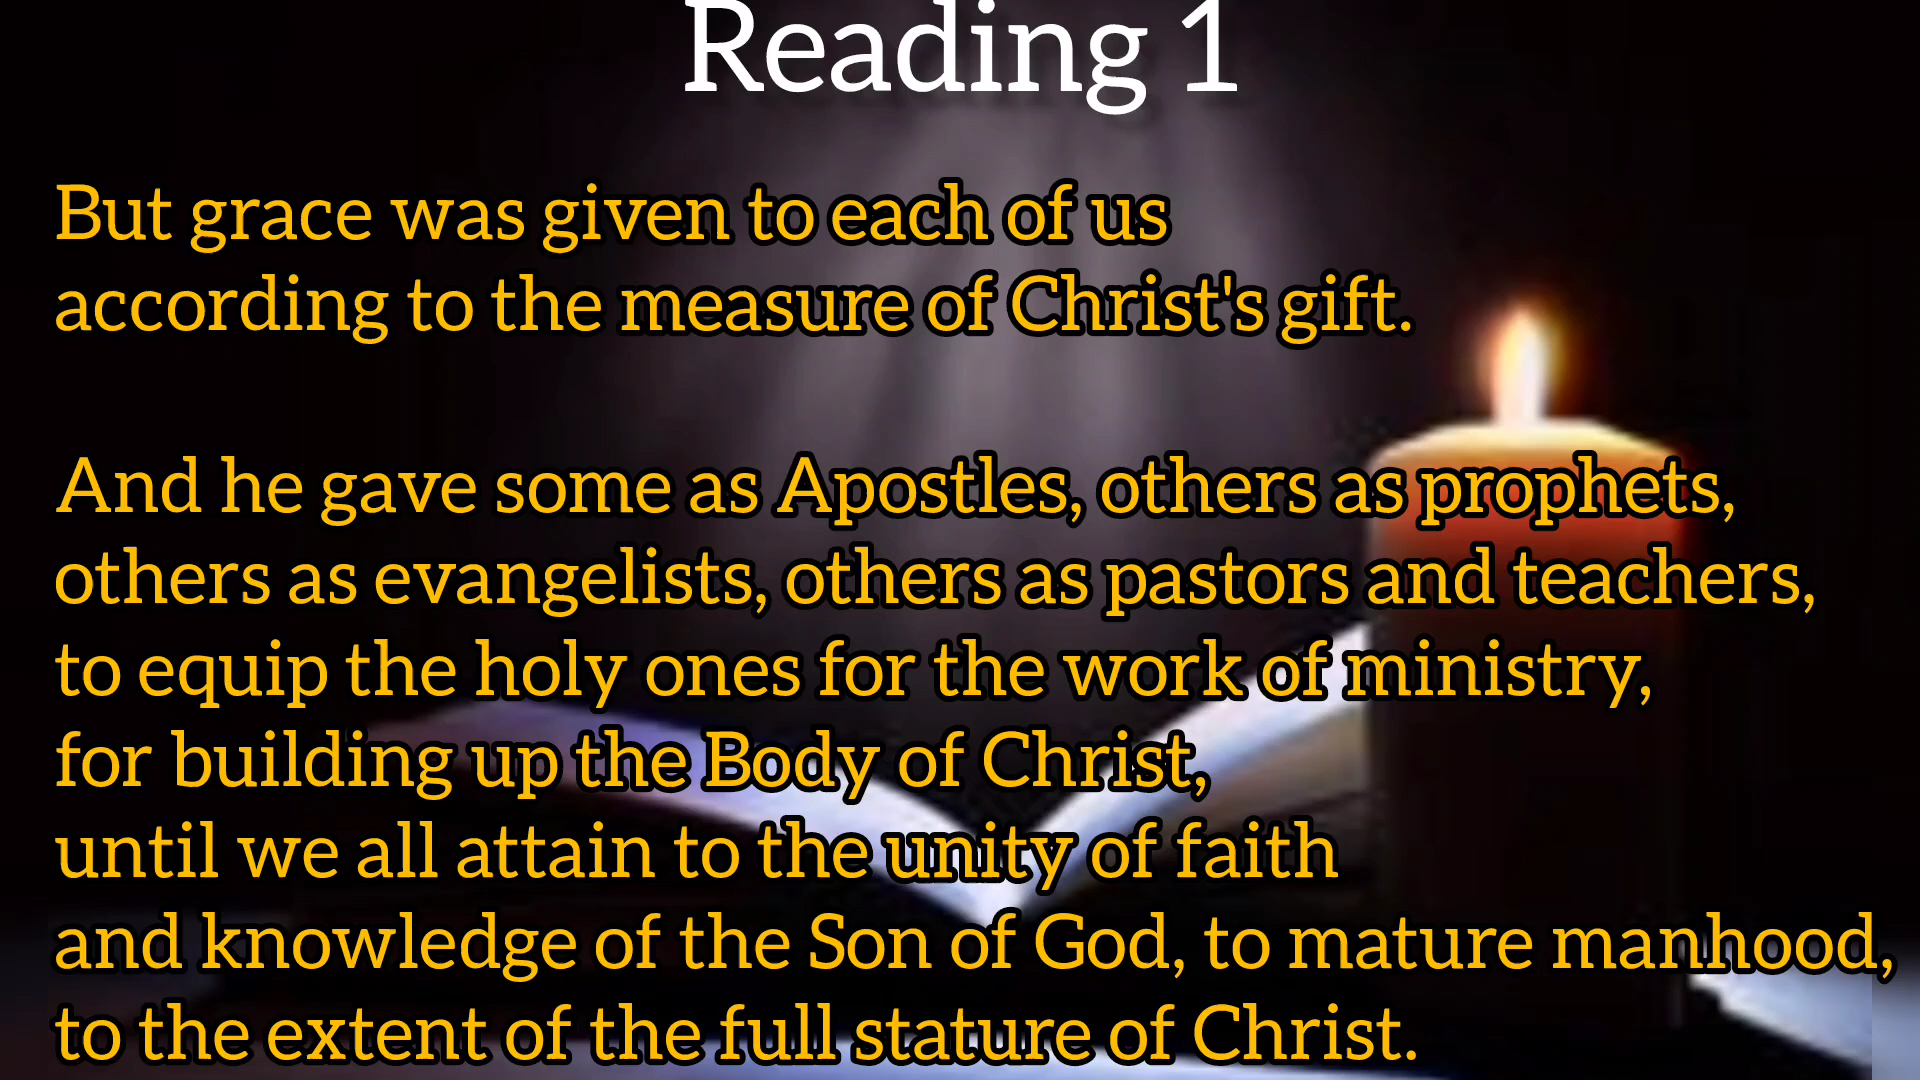 Reading 1
But grace was given to each of us
according to the measure of Christ's gift.
And he gave some as Apostles, others as prophets,
others as evangelists, others as pastors and teachers,
to equip the holy ones for the work of ministry,
for building up the Body of Christ,
until we all attain to the unity of faith
and knowledge of the Son of God, to mature manhood,
to the extent of the full stature of Christ.